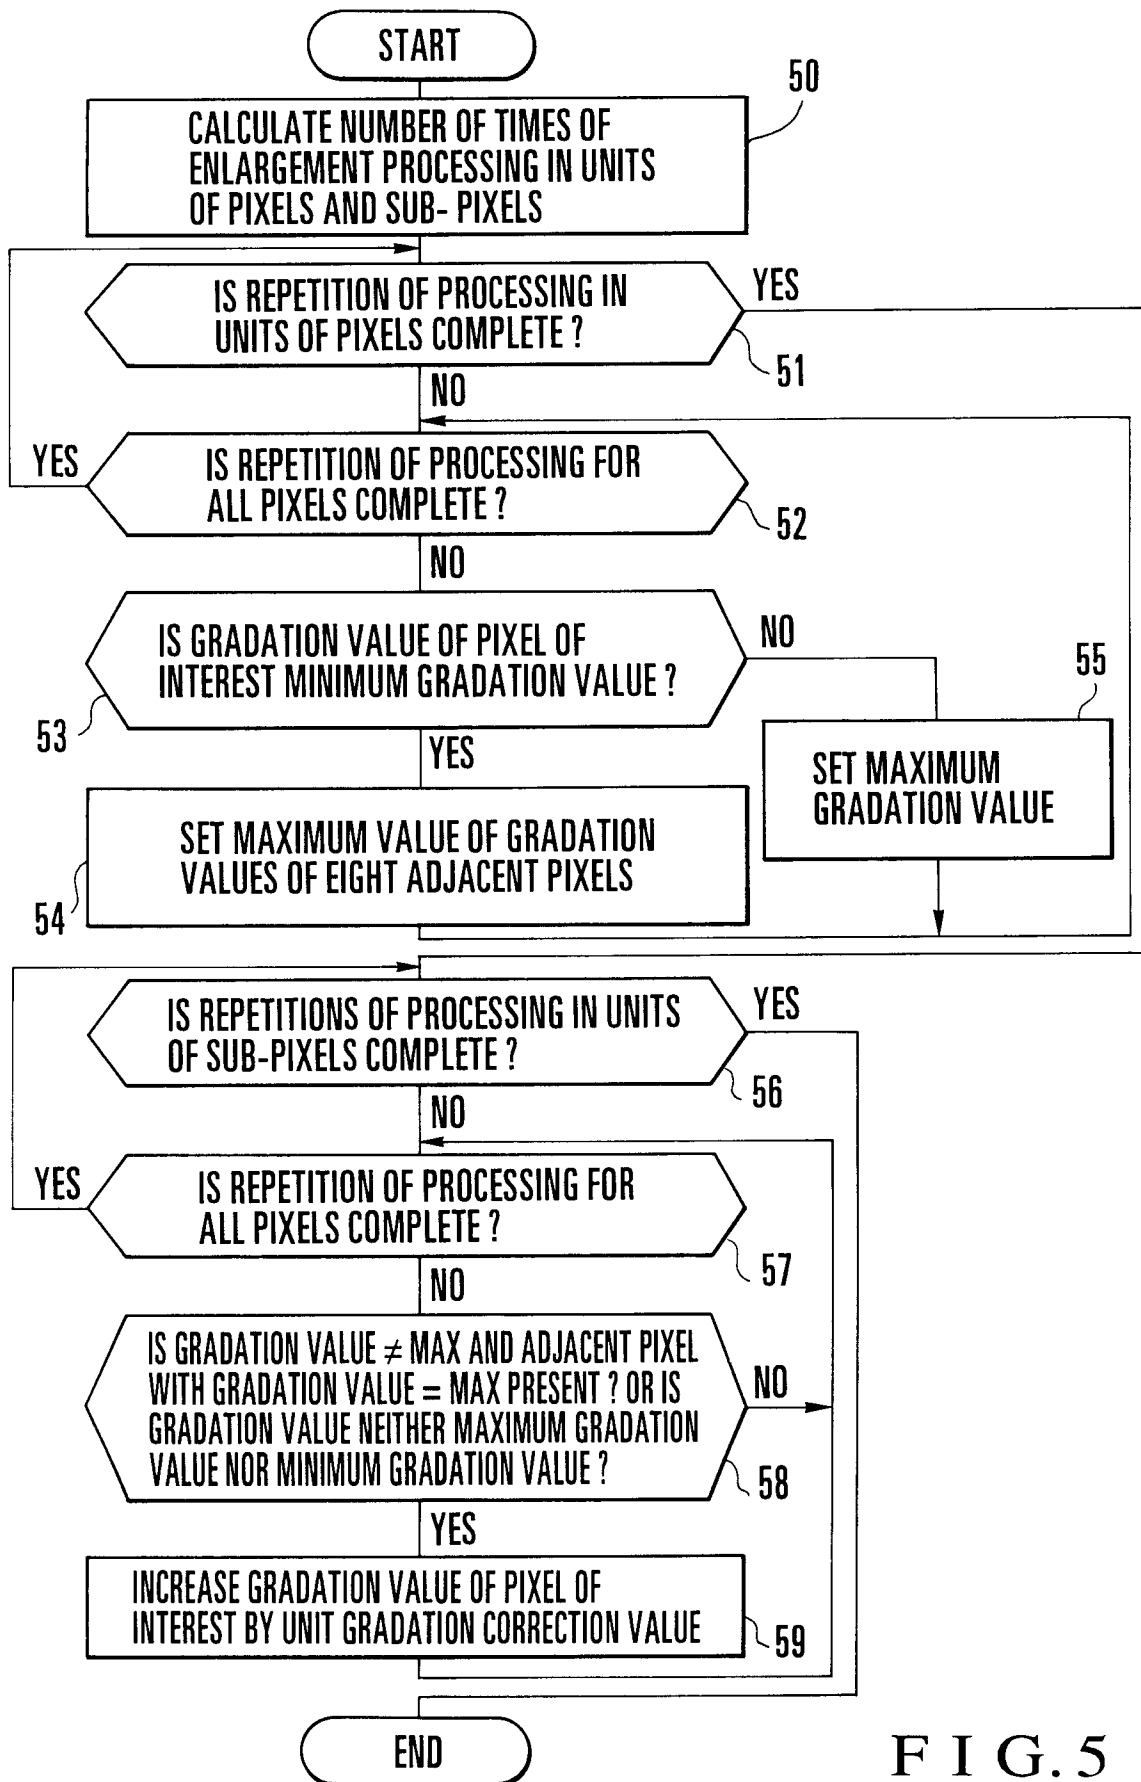 START
50
CALCULATE NUMBER OF TIMES OF
ENLARGEMENT PROCESSING IN UNITS
OF PIXELS AND SUB- PIXELS
IS REPETITION OF PROCESSING IN
UNITS OF PIXELS COMPLETE ?
YES
51
NO
YES
IS REPETITION OF PROCESSING FOR
ALL PIXELS COMPLETE ?
52
NO
IS GRADATION VALUE OF PIXEL OF
INTEREST MINIMUM GRADATION VALUE ?
NO
53
YES
55
SET MAXIMUM
GRADATION VALUE
SET MAXIMUM VALUE OF GRADATION
VALUES OF EIGHT ADJACENT PIXELS
54
IS REPETITIONS OF PROCESSING IN UNITS
OF SUB-PIXELS COMPLETE ?
YES
56
NO
YES
IS REPETITION OF PROCESSING FOR
ALL PIXELS COMPLETE ?
57
NO
IS GRADATION VALUE ≠ MAX AND ADJACENT PIXEL
WITH GRADATION VALUE = MAX PRESENT ? OR IS
GRADATION VALUE NEITHER MAXIMUM GRADATION
VALUE NOR MINIMUM GRADATION VALUE ?
NO
58
YES
INCREASE GRADATION VALUE OF PIXEL OF
INTEREST BY UNIT GRADATION CORRECTION VALUE
59
END
F I G. 5